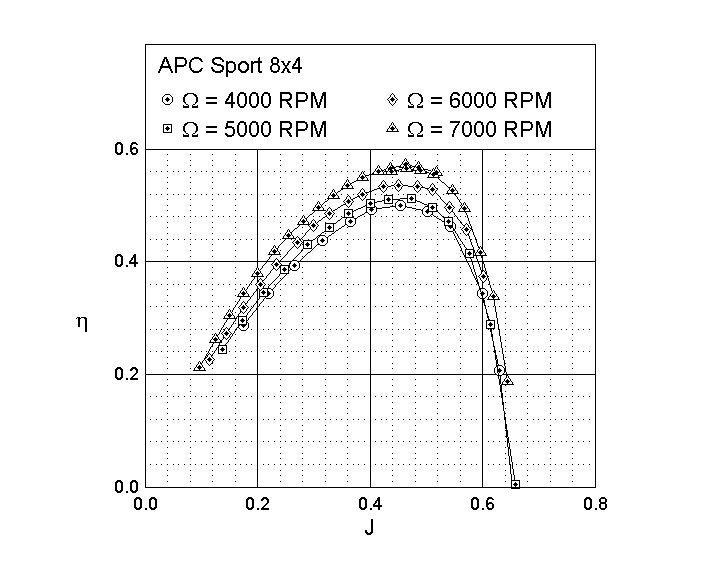 APC Sport 8x4
Ω = 4000 RPM
Ω = 6000 RPM
Ω = 5000 RPM
Ω = 7000 RPM
0.6
0.4
η
0.2
0.0
0.0 0.2 0.4 0.6 0.8
J